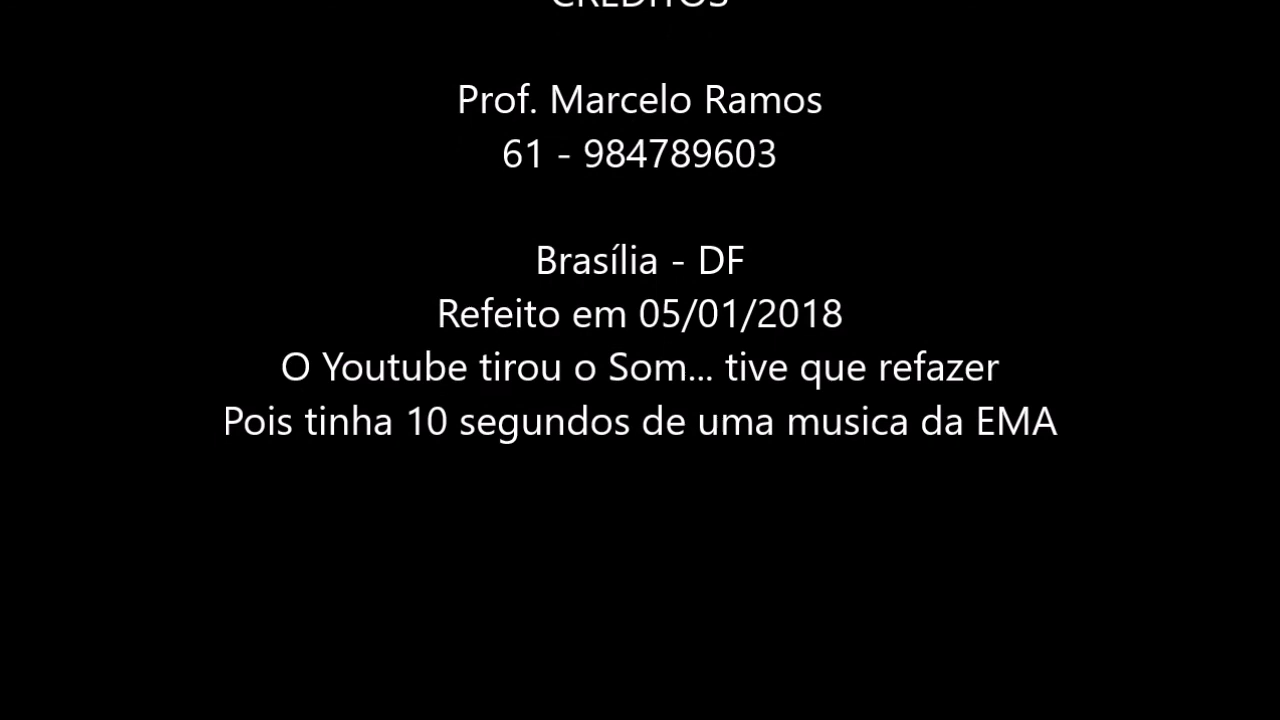 CREDITOS
Prof. Marcelo Ramos
61 - 984789603
Brasília - DF
Refeito em 05/01/2018
O Youtube tirou o Som... tive que refazer
Pois tinha 10 segundos de uma musica da EMA